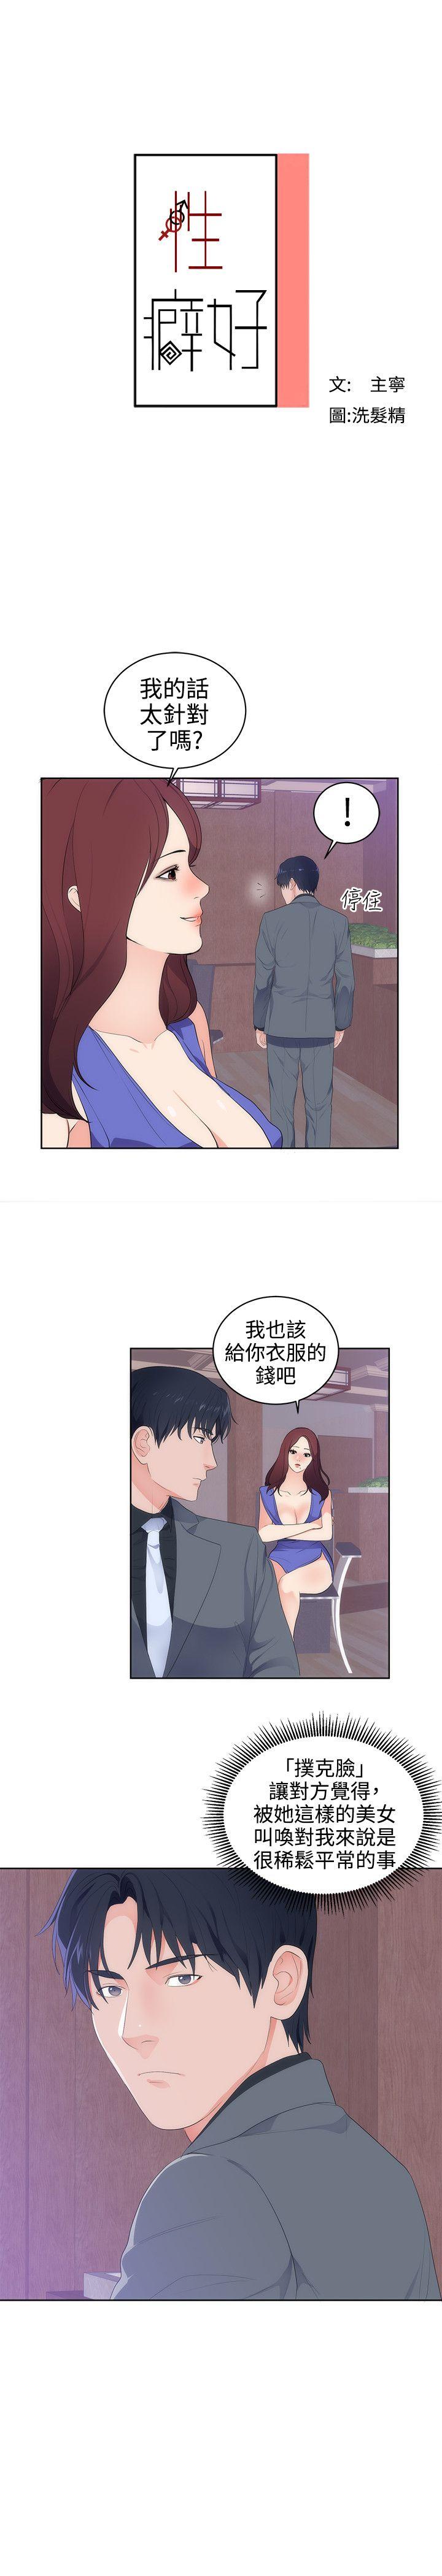 性
癖好
文: 主寧
圖:洗髮精
我的話
太針對
了嗎?
!
停住
我也該
給你衣服的
錢吧
「撲克臉」
讓對方覺得,
被她這樣的美女
叫喚對我來說是
很稀鬆平常的事